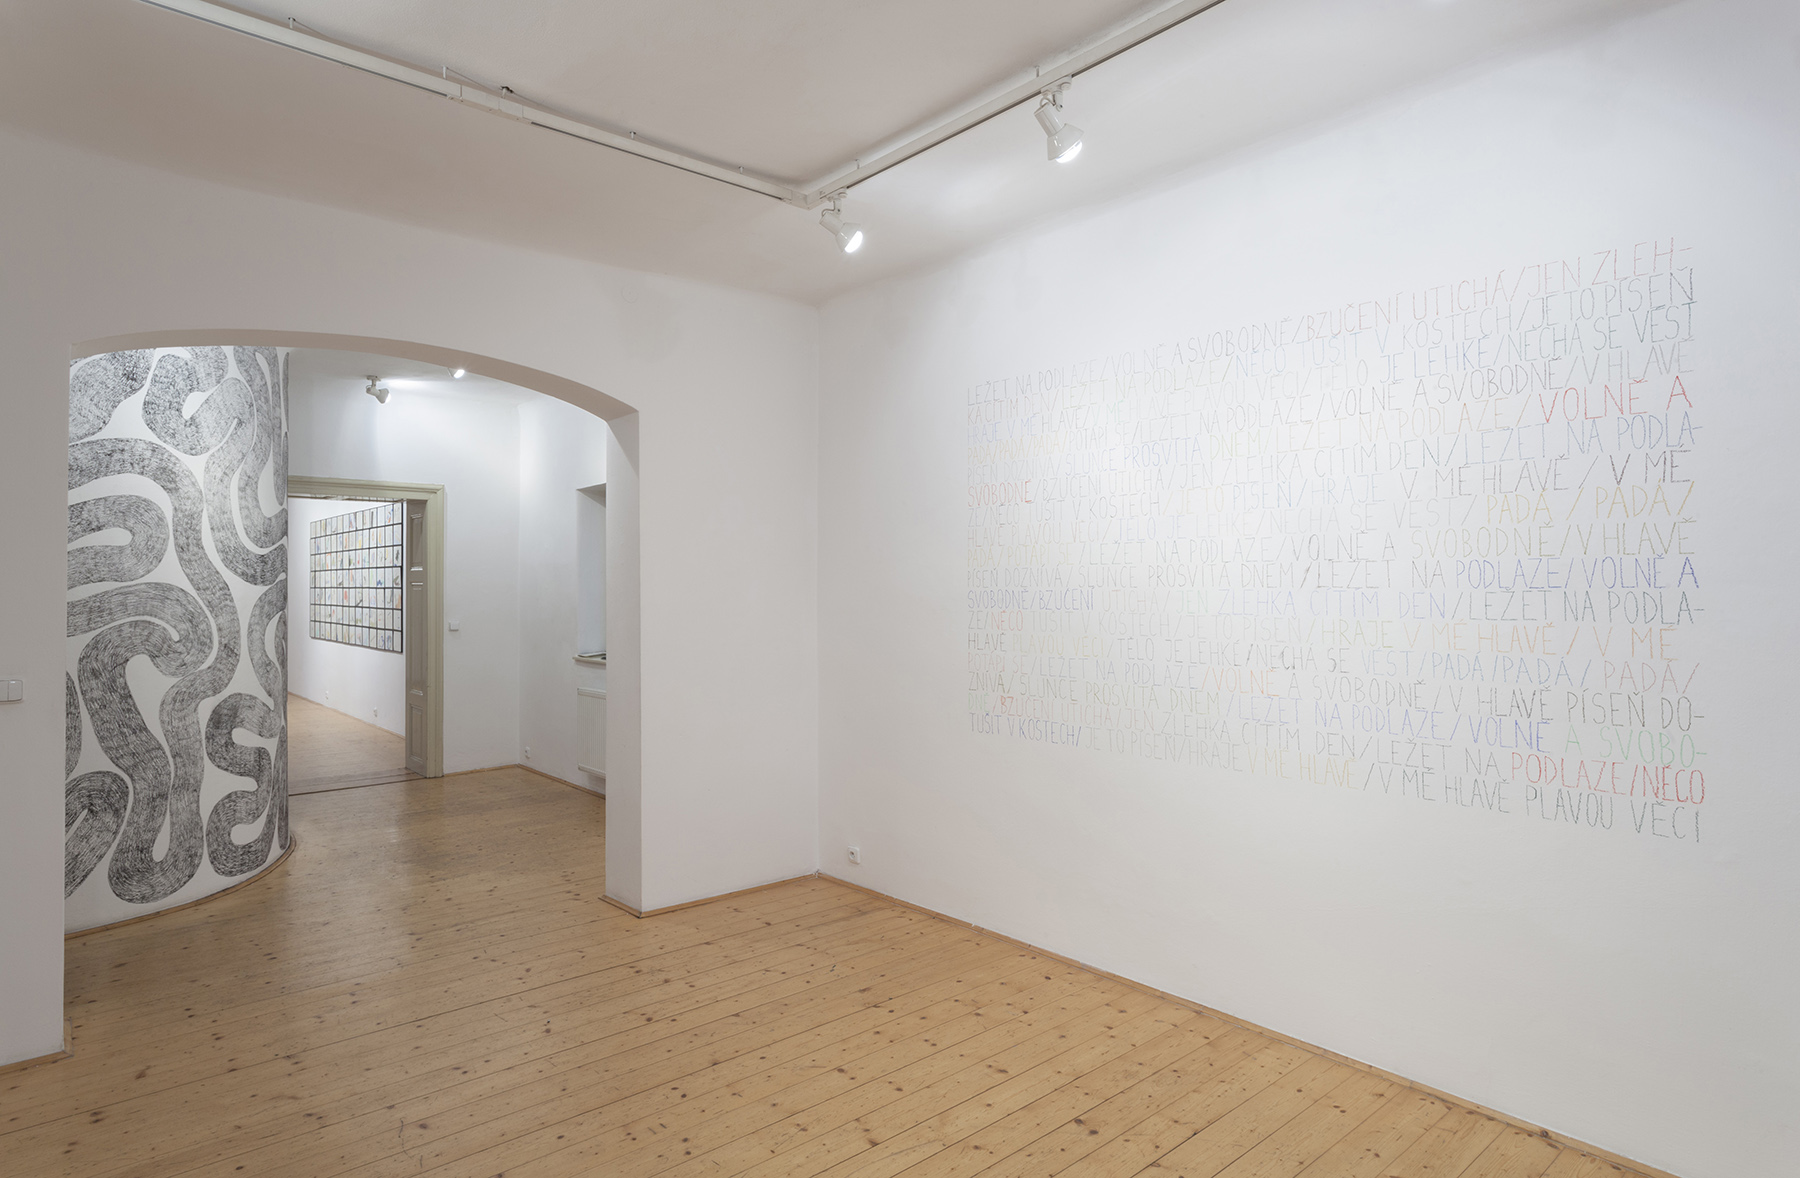 LEŽET NA PODLAZE/VOLNĚ A SVOBODNĚ/BZUČENÍ UTICHÁ/JEN ZLEH-
KA CÍTÍM DEN/LEŽET NA PODLAZE/NĚCO TUŠIT V KOSTECH/JE TO PÍSEŇ
HRAJE V MÉ HLAVĚ/ VĚCI/TĚLO JE LEHKÉ/NECHÁ SE VÉST
POTÁPÍ SE/LEŽET NA PODLAZE/VOLNĚ A SVOBODNĚ/V HLAVĚ
PÍSEŇ DOZNÍVÁ/SLUNCE PROSVÍTÁ DNEM/LEŽET NA PODLAZE/VOLNĚ A
SVOBODNĚ/BZUČENÍ UTICHÁ/JEN ZLEHKA CÍTÍM DEN/LEŽET NA PODLA-
TUŠIT V KOSTECH/JE TO PÍSEŇ/HRAJE V MÉ HLAVĚ/V MÉ
HLAVĚ PLAVOU VĚCI/TĚLO JE LEHKÉ/NECHÁ SE VÉST/PADÁ/PADÁ/
PADÁ/POTÁPÍ SE/LEŽET NA PODLAZE/VOLNĚ A SVOBODNĚ/V HLAVĚ
PÍSEŇ DOZNÍVÁ/SLUNCE PROSVÍTÁ DNEM/LEŽET NA PODLAZE/VOLNĚ A
SVOBODNĚ/BZUČENÍ UTICHÁ/JEN ZLEHKA CÍTÍM DEN/LEŽET NA PODLA-
ZE/NĚCO TUŠIT V KOSTECH/JE TO PÍSEŇ/HRAJE V MÉ HLAVĚ/V MÉ
HLAVĚ PLAVOU VĚCI/TĚLO JE LEHKÉ/NECHÁ SE VÉST/PADÁ/PADÁ/PADÁ/
POTÁPÍ SE/LEŽET NA PODLAZE/VOLNĚ A SVOBODNĚ/V HLAVĚ PÍSEŇ DO-
ZNÍVÁ/SLUNCE PROSVÍTÁ DNEM/LEŽET NA PODLAZE/VOLNĚ A SVOBO-
/BZUČENÍ UTICHÁ/JEN ZLEHKA CÍTÍM DEN/LEŽET NA PODLAZE/NĚCO
TUŠIT V KOSTECH/JE TO PÍSEŇ/HRAJE V MÉ HLAVĚ/V MÉ HLAVĚ PLAVOU VĚCI